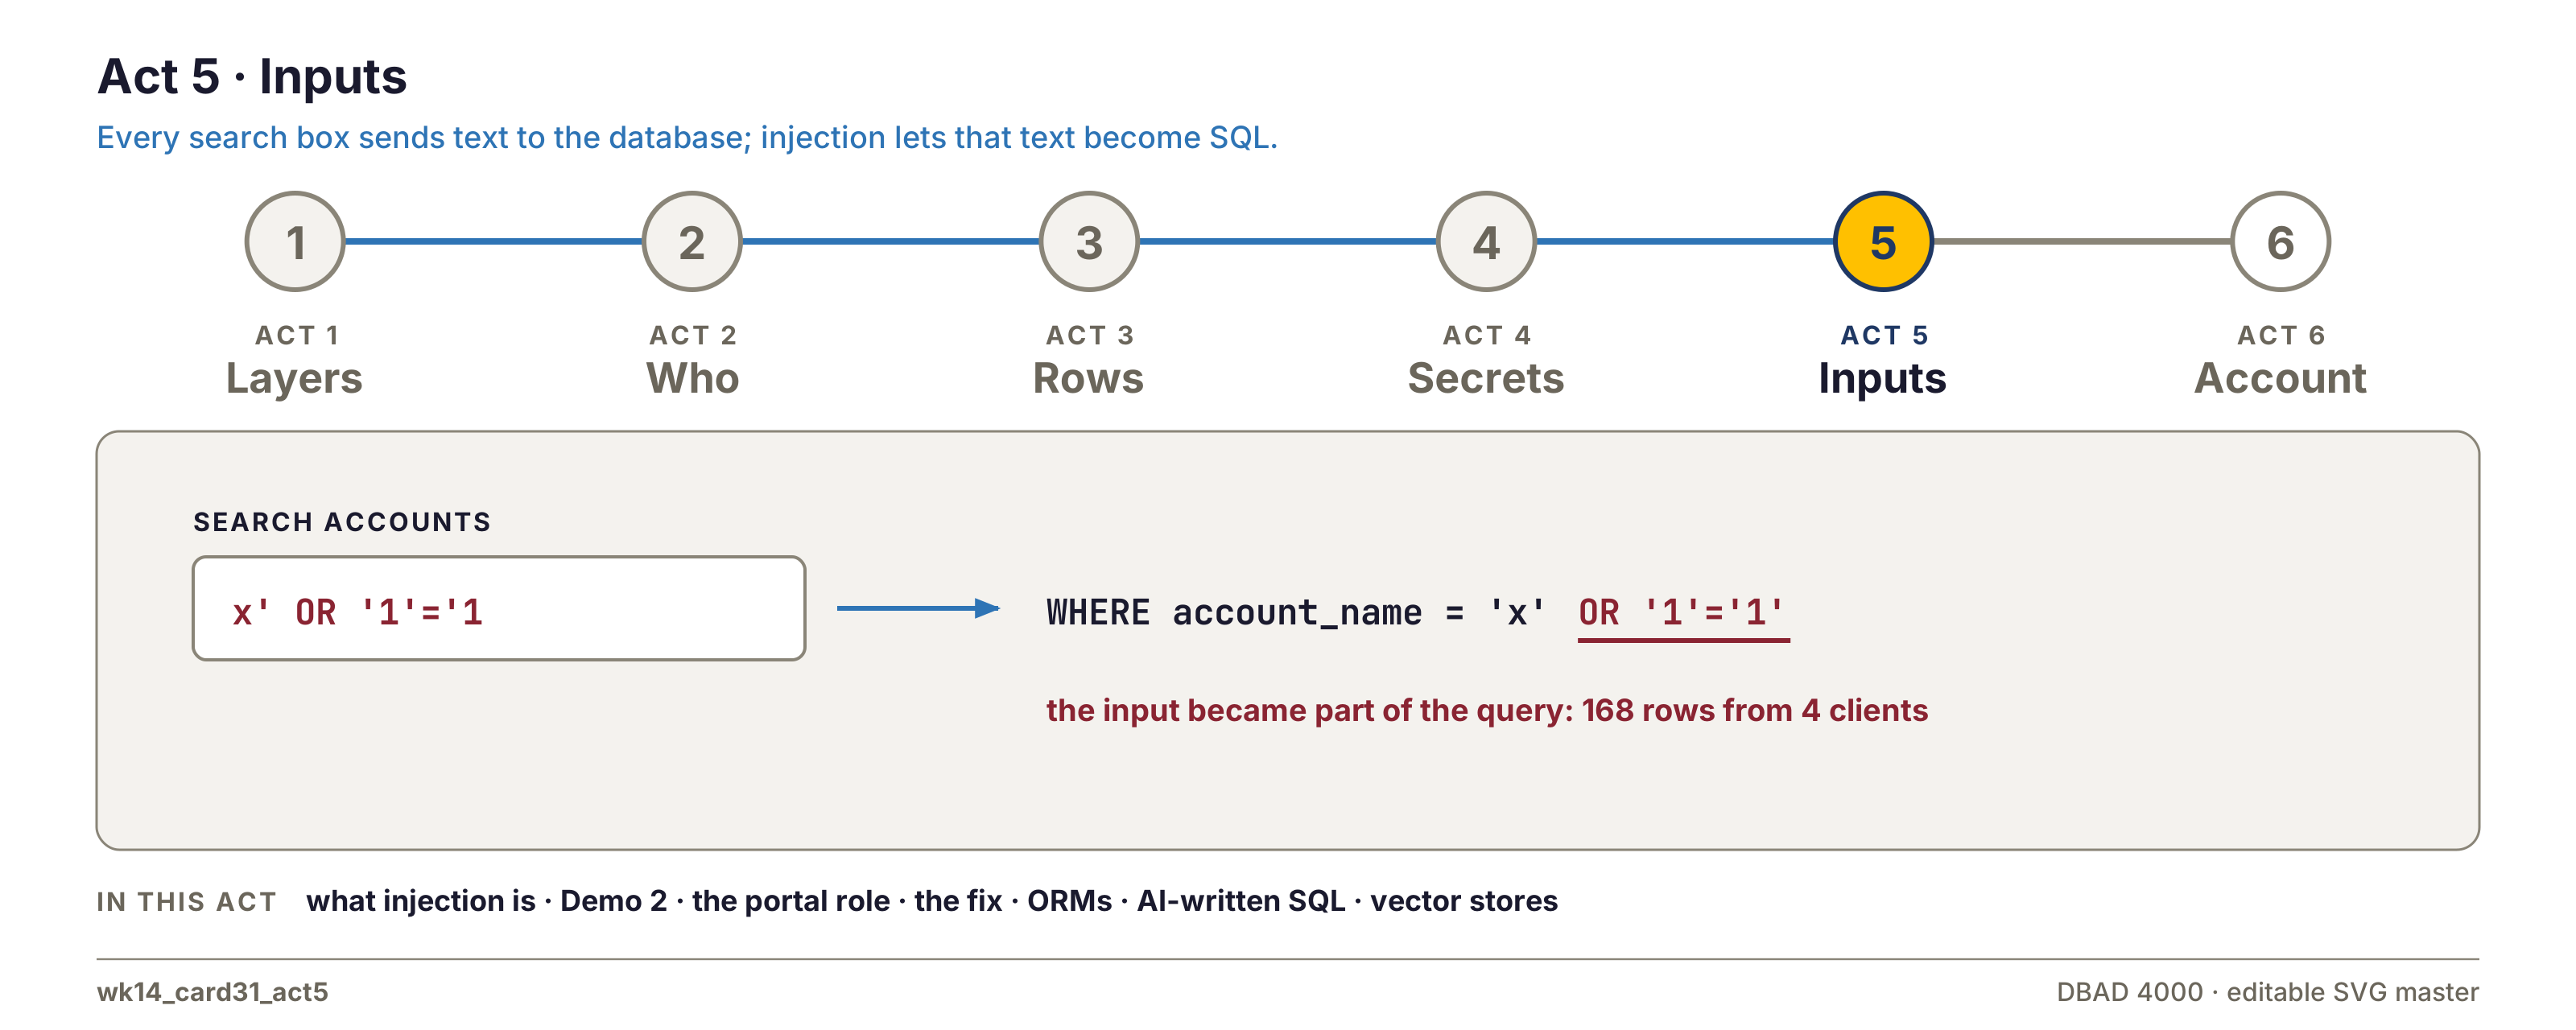 Act 5 · Inputs
Every search box sends text to the database; injection lets that text become SQL.
1 2 3 4 5 6
ACT 1 ACT 2 ACT 3 ACT 4 ACT 5 ACT 6
Layers Who Rows Secrets Inputs Account
SEARCH ACCOUNTS
x' OR '1'='1
WHERE account_name = 'x' OR '1'='1'
the input became part of the query: 168 rows from 4 clients
IN THIS ACT what injection is · Demo 2 · the portal role · the fix · ORMs · AI-written SQL · vector stores
wk14_card31_act5
DBAD 4000 · editable SVG master